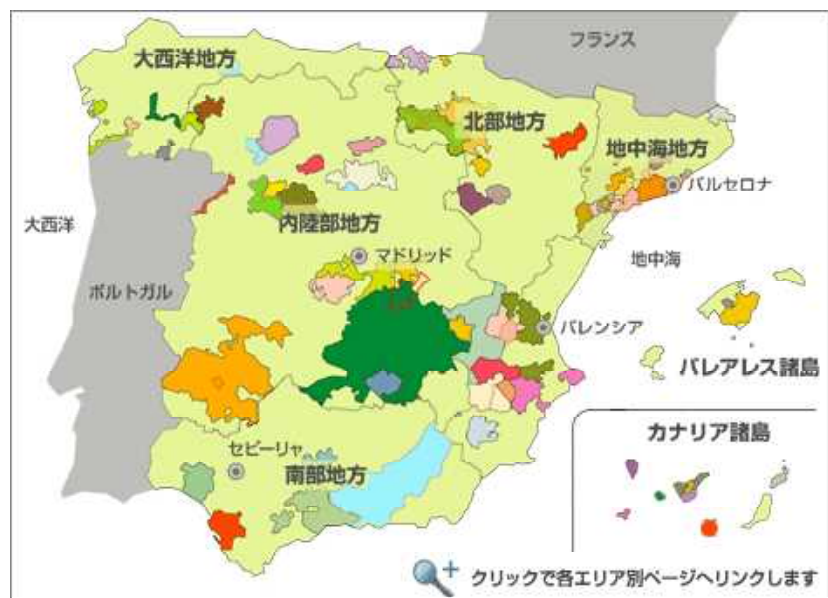 フランス
大西洋地方
北部地方
地中海地方
バルセロナ
大西洋
内陸部地方
マドリッド
地中海
ポルトガル
バレンシア
バレアレス諸島
カナリア諸島
セビーリャ
南部地方
クリックで各エリア別ページへリンクします